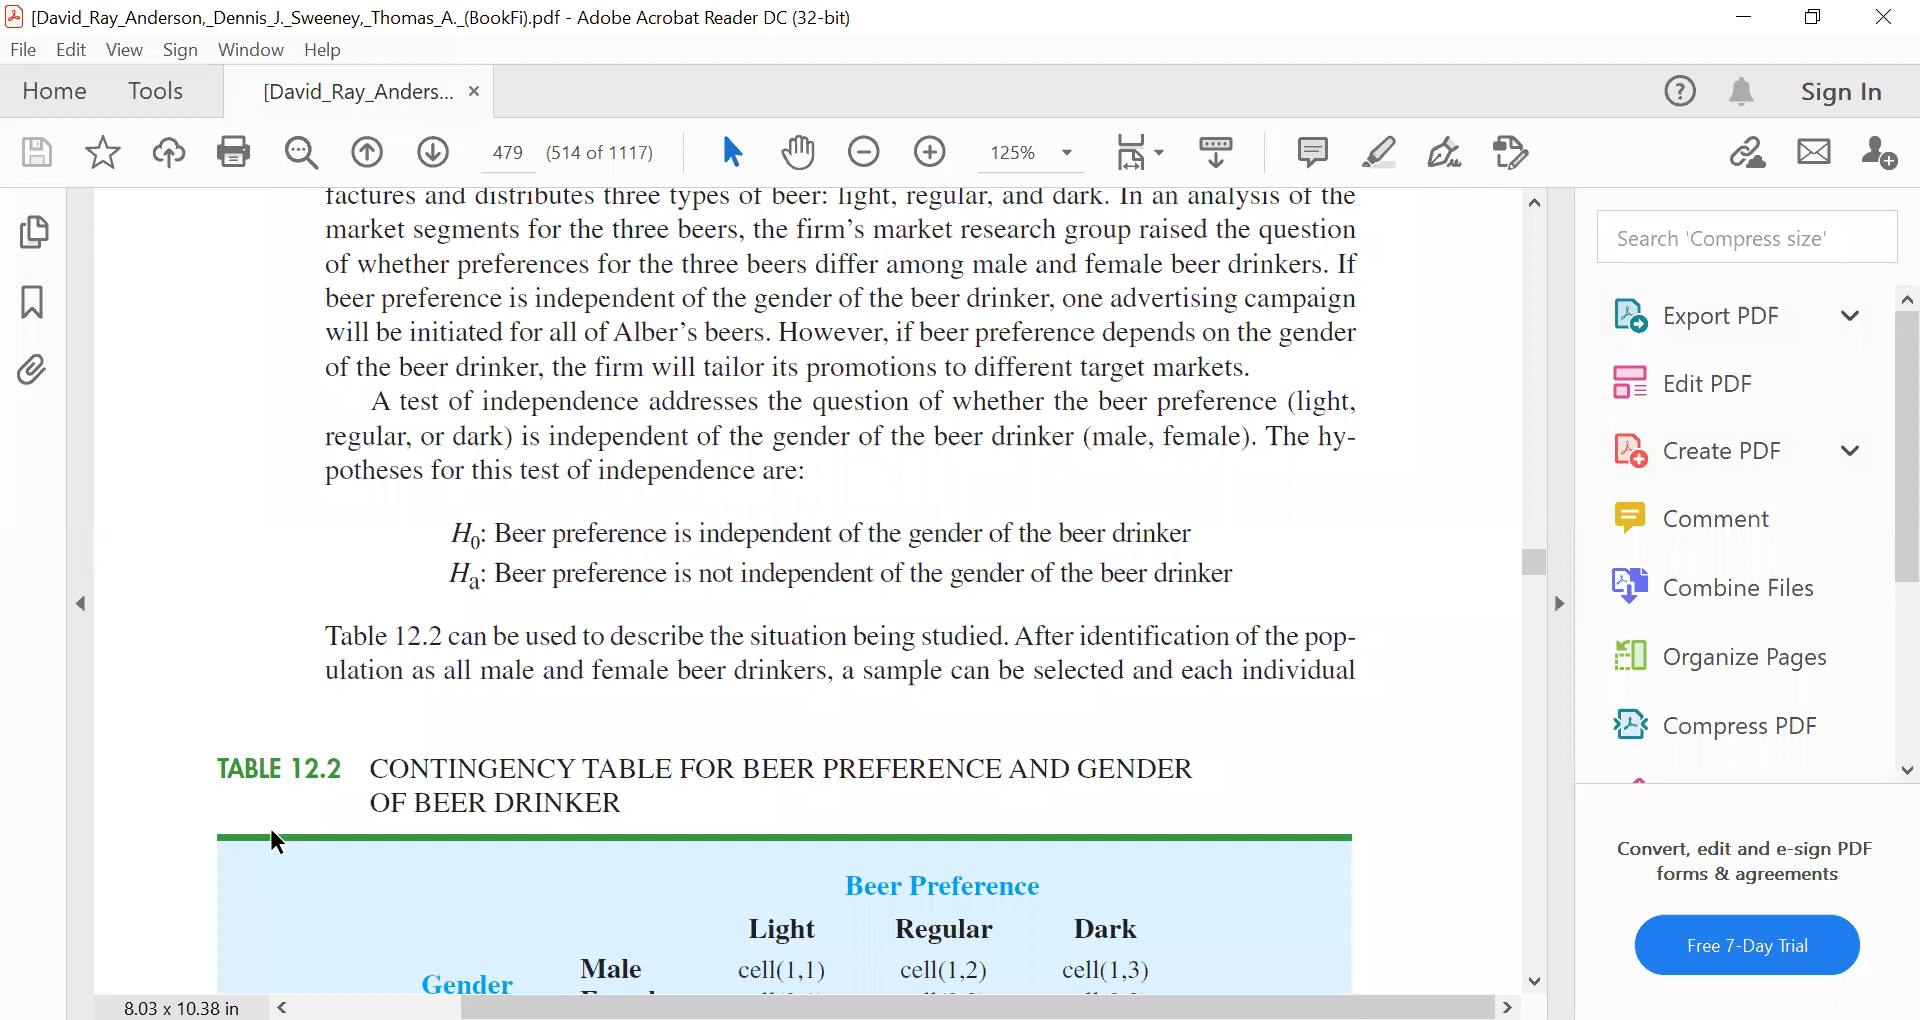 [David_Ray_Anderson,_Dennis_J._Sweeney,_Thomas_A._(BookFi).pdf - Adobe Acrobat Reader DC (32-bit)
File Edit View Sign Window Help
Home Tools [David_Ray_Anders... × Sign In
479 (514 of 1117) 125%
factures and distributes three types of beer: light, regular, and dark. In an analysis of the
market segments for the three beers, the firm's market research group raised the question
of whether preferences for the three beers differ among male and female beer drinkers. If
beer preference is independent of the gender of the beer drinker, one advertising campaign
will be initiated for all of Alber's beers. However, if beer preference depends on the gender
of the beer drinker, the firm will tailor its promotions to different target markets.
A test of independence addresses the question of whether the beer preference (light,
regular, or dark) is independent of the gender of the beer drinker (male, female). The hy-
potheses for this test of independence are:
H0: Beer preference is independent of the gender of the beer drinker
Ha: Beer preference is not independent of the gender of the beer drinker
Table 12.2 can be used to describe the situation being studied. After identification of the pop-
ulation as all male and female beer drinkers, a sample can be selected and each individual
TABLE 12.2 CONTINGENCY TABLE FOR BEER PREFERENCE AND GENDER
OF BEER DRINKER
Beer Preference
Light Regular Dark
Male cell(1,1) cell(1,2) cell(1,3)
Gender
8.03 x 10.38 in
Search 'Compress size'
Export PDF
Edit PDF
Create PDF
Comment
Combine Files
Organize Pages
Compress PDF
Convert, edit and e-sign PDF
forms & agreements
Free 7-Day Trial